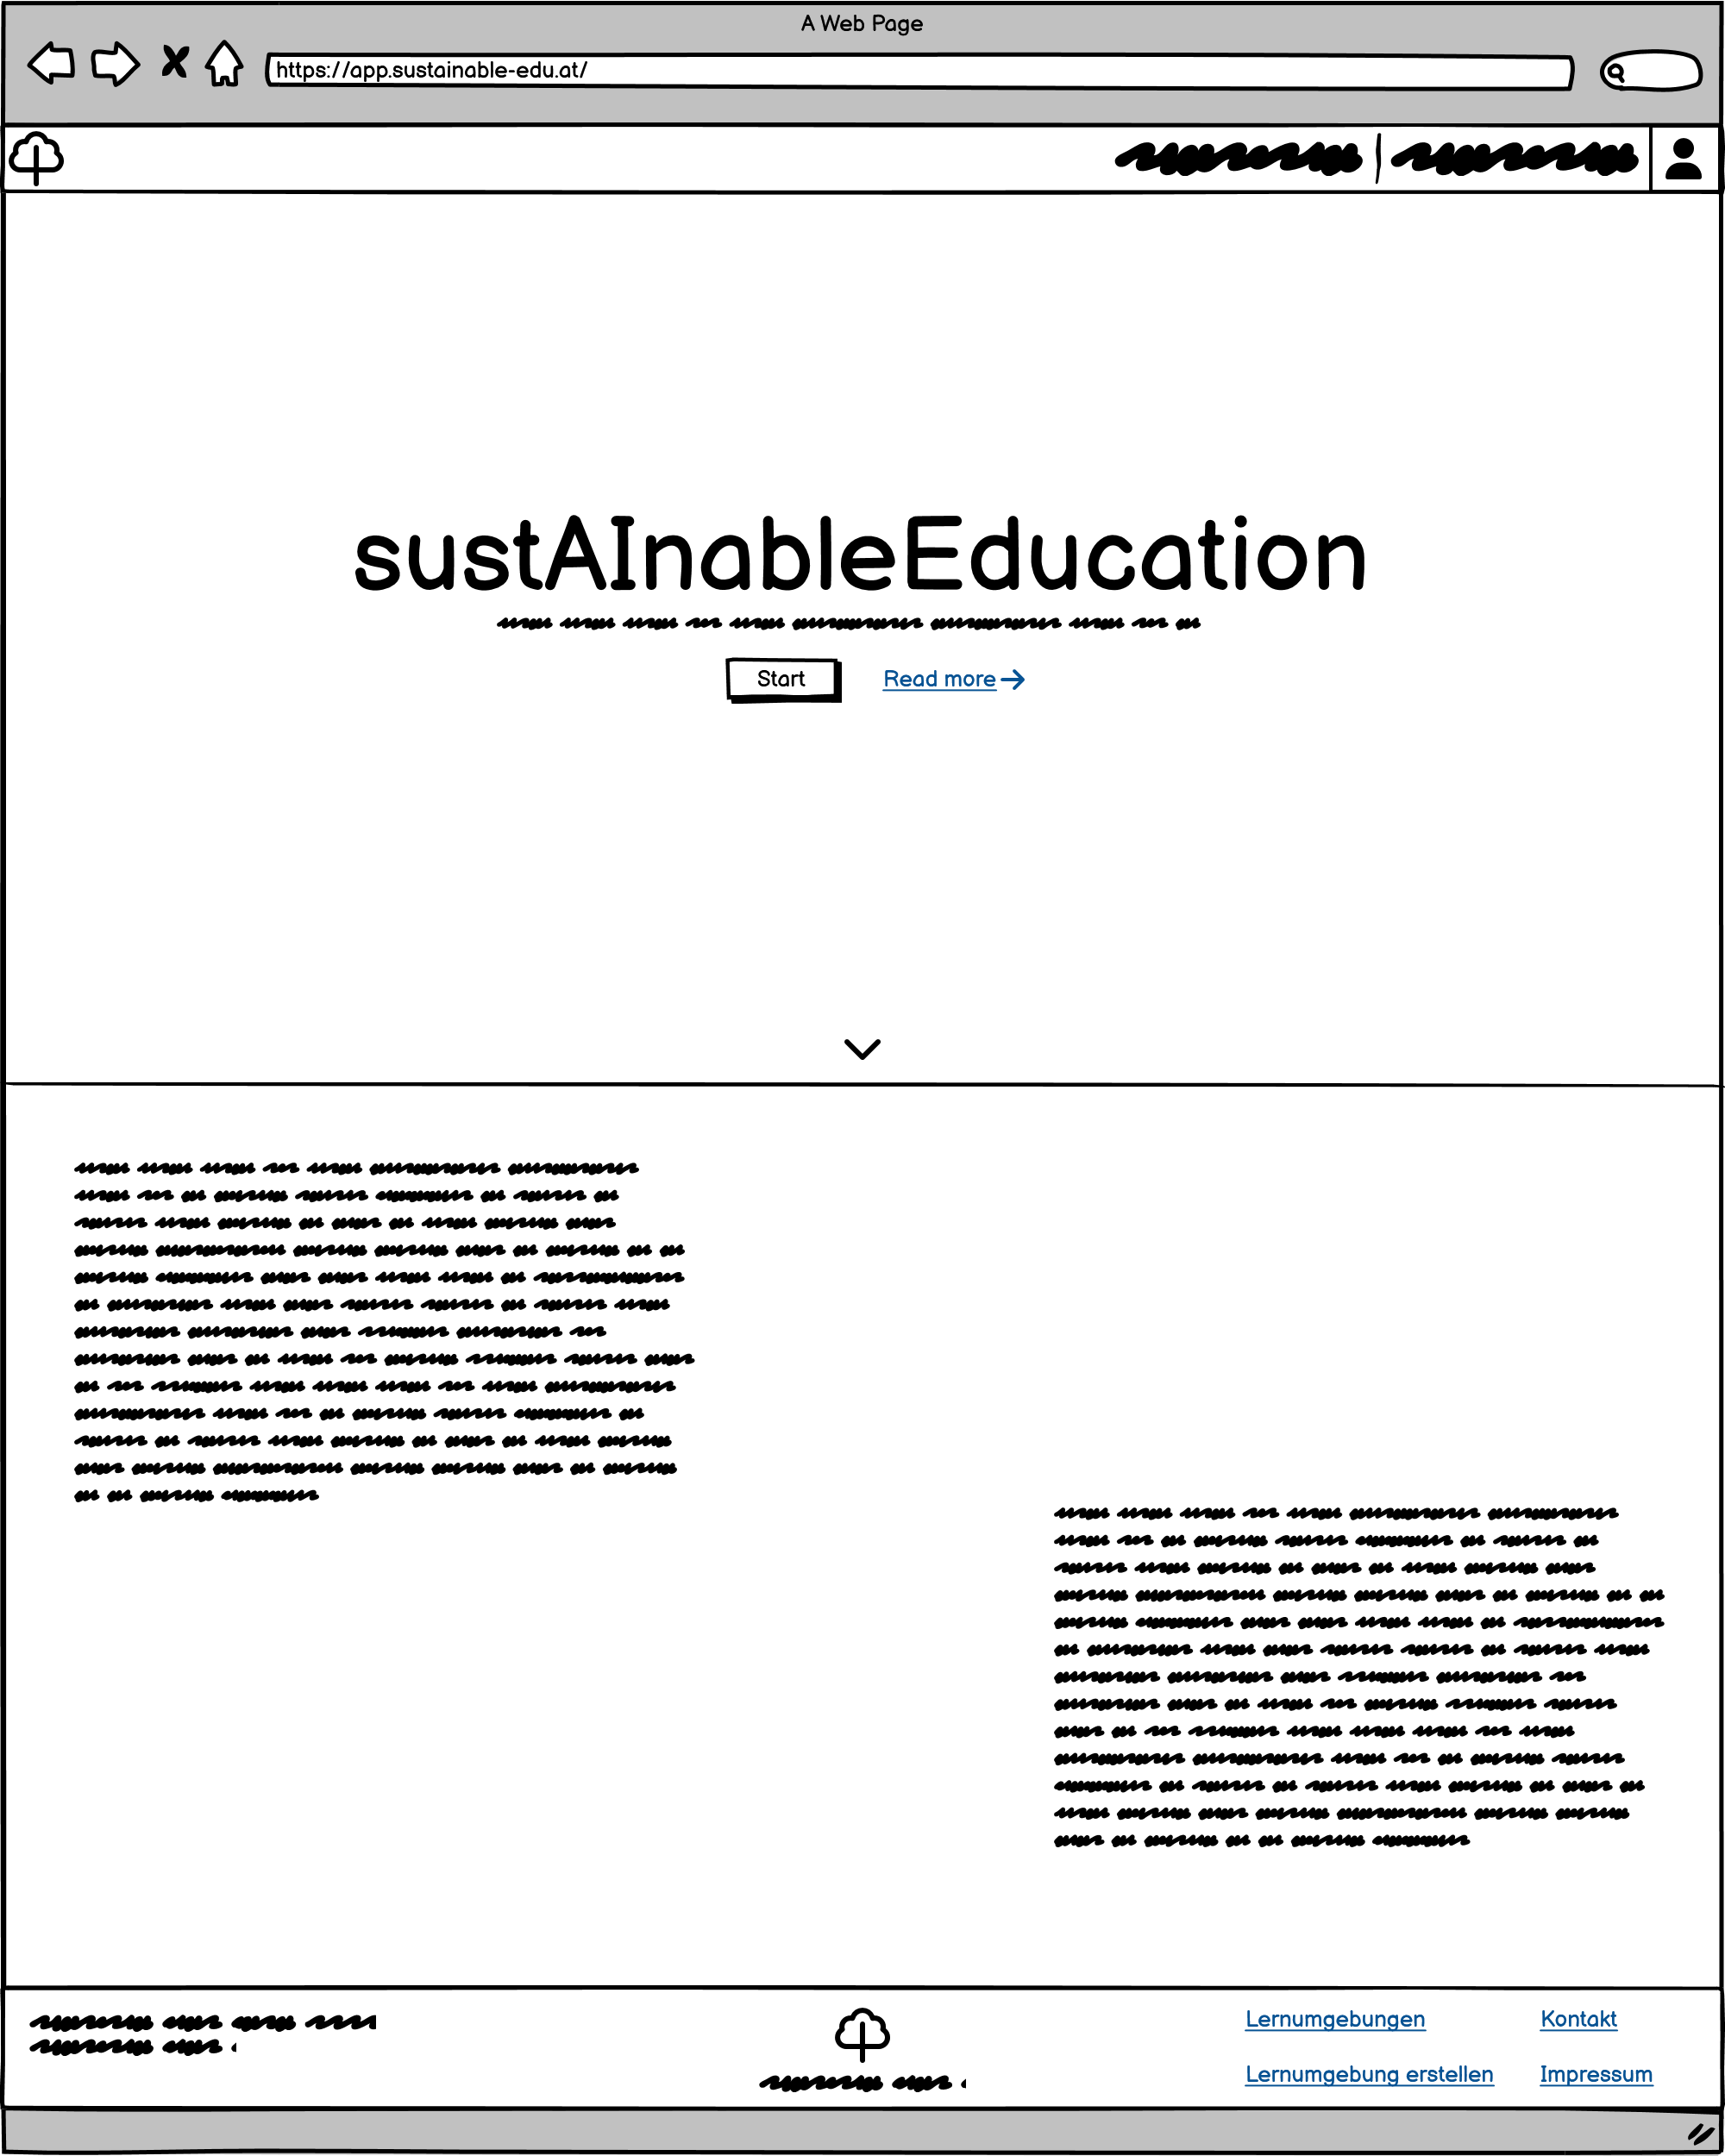 A Web Page
https://app.sustainable-edu.at/
sustAInableEducation
Start
Read more
Lernumgebungen
Kontakt
Lernumgebung erstellen
Impressum